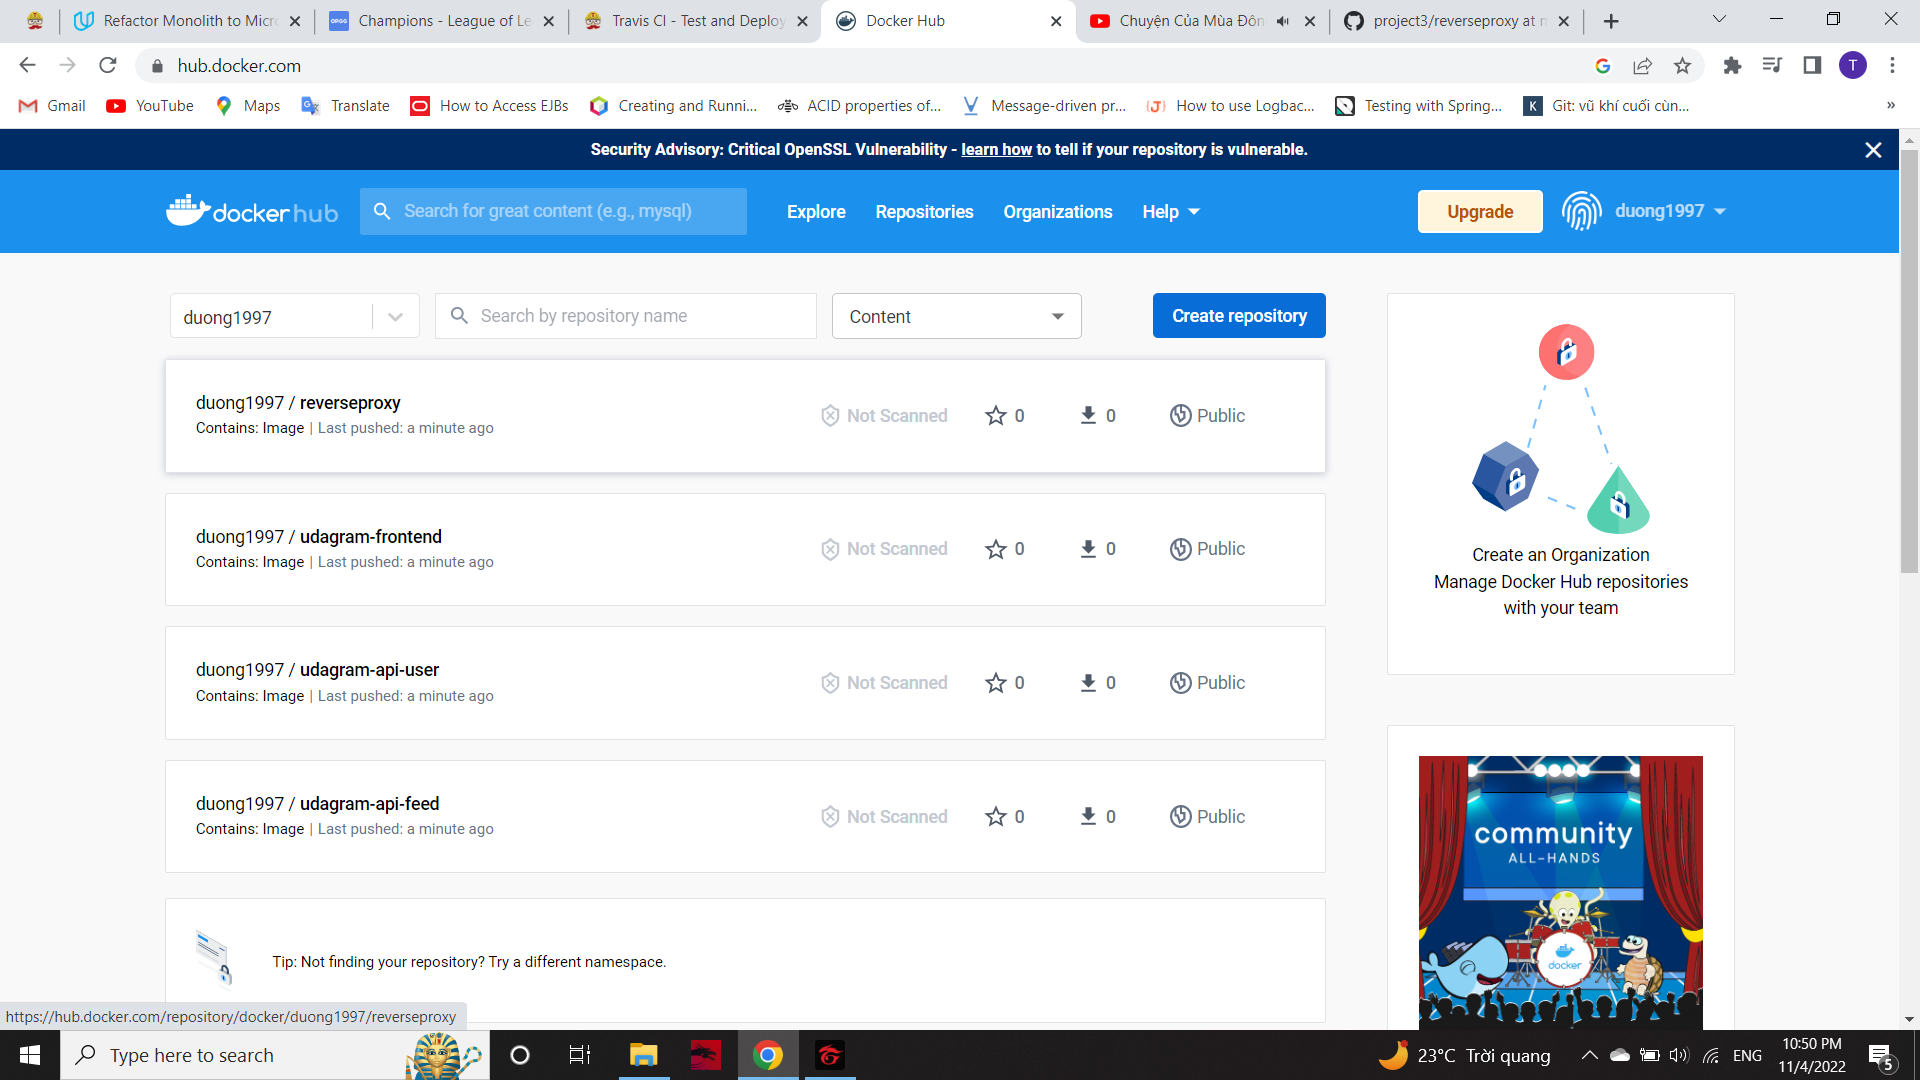 Refactor Monolith to Micr
Champions - League of Le
Travis CI - Test and Deploy
Docker Hub
Chuyện Của Mùa Đôn
project3/reverseproxy at m
hub.docker.com
T
Gmail
YouTube
Maps
Translate
How to Access EJBs
Creating and Runni...
ACID properties of...
Message-driven pr...
How to use Logbac...
Testing with Spring...
Git: vũ khí cuối cùn...
»
Security Advisory: Critical OpenSSL Vulnerability - learn how to tell if your repository is vulnerable.
docker hub
Search for great content (e.g., mysql)
Explore
Repositories
Organizations
Help
Upgrade
duong1997
duong1997
Search by repository name
Content
Create repository
duong1997 / reverseproxy
Contains: Image | Last pushed: a minute ago
Not Scanned
0
0
Public
duong1997 / udagram-frontend
Contains: Image | Last pushed: a minute ago
Not Scanned
0
0
Public
duong1997 / udagram-api-user
Contains: Image | Last pushed: a minute ago
Not Scanned
0
0
Public
duong1997 / udagram-api-feed
Contains: Image | Last pushed: a minute ago
Not Scanned
0
0
Public
Tip: Not finding your repository? Try a different namespace.
Create an Organization
Manage Docker Hub repositories
with your team
community
ALL-HANDS
docker
https://hub.docker.com/repository/docker/duong1997/reverseproxy
Type here to search
23°C Trời quang
ENG
10:50 PM
11/4/2022
5